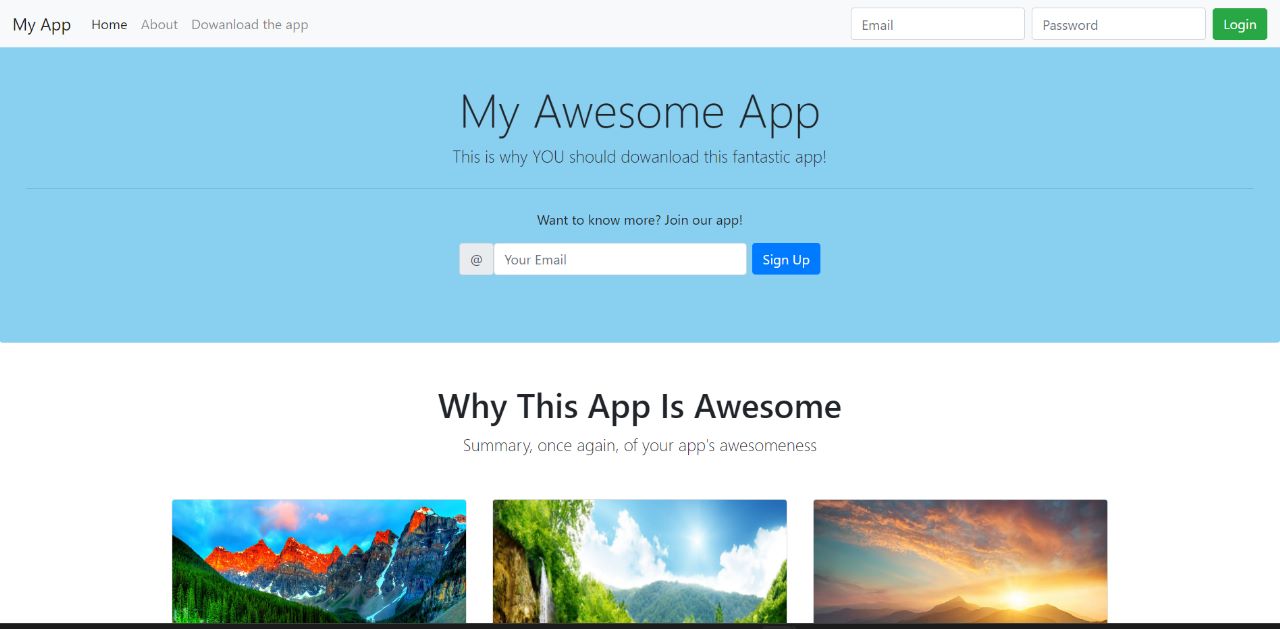 My App Home About Dowanload the app Email Password Login
My Awesome App
This is why YOU should dowanload this fantastic app!
Want to know more? Join our app!
@ Your Email Sign Up
Why This App Is Awesome
Summary, once again, of your app's awesomeness